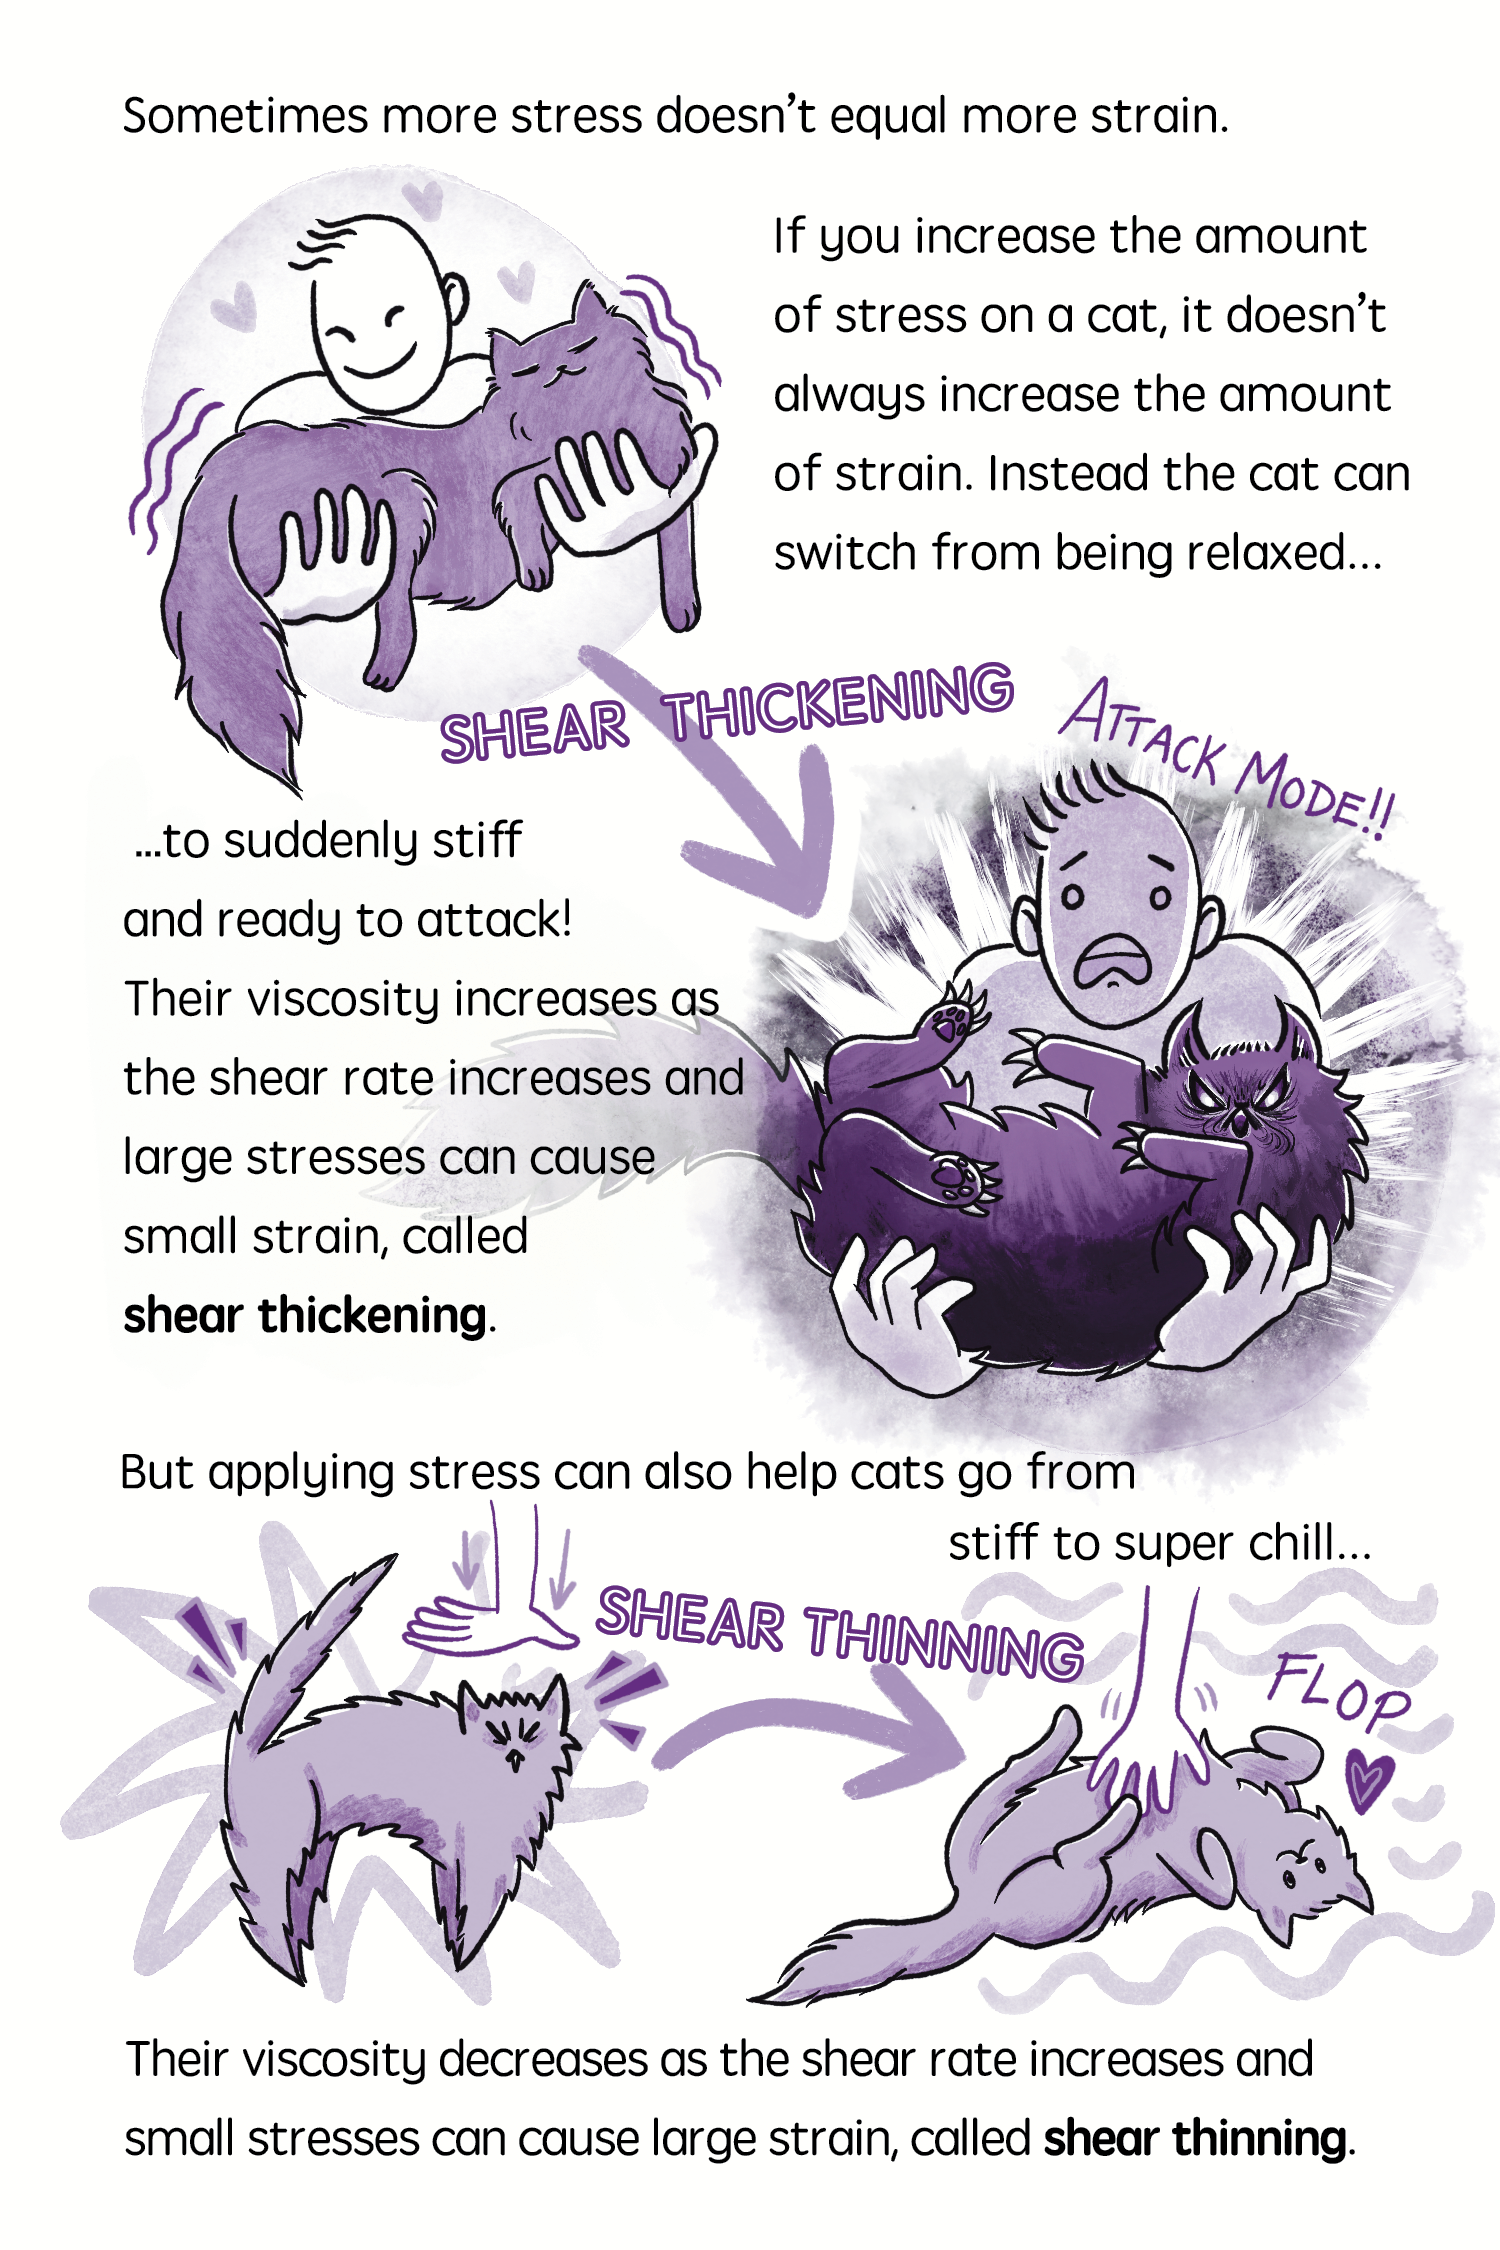 Sometimes more stress doesn’t equal more strain.
If you increase the amount
of stress on a cat, it doesn’t
always increase the amount
of strain. Instead the cat can
switch from being relaxed...
SHEAR THICKENING
ATTACK MODE!!
...to suddenly stiff
and ready to attack!
Their viscosity increases as
the shear rate increases and
large stresses can cause
small strain, called
shear thickening.
But applying stress can also help cats go from
stiff to super chill...
SHEAR THINNING
FLOP
Their viscosity decreases as the shear rate increases and
small stresses can cause large strain, called shear thinning.